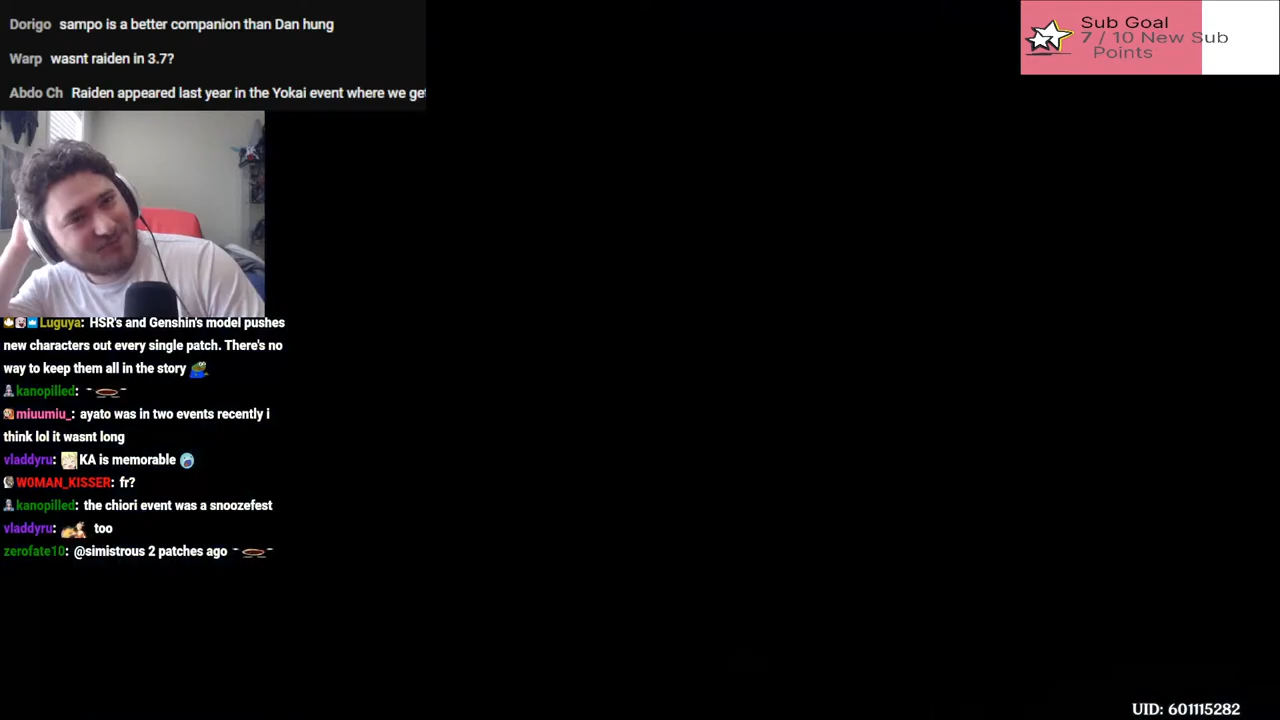 Dorigo sampo is a better companion than Dan hung
Warp wasnt raiden in 3.7?
Abdo Ch Raiden appeared last year in the Yokai event where we get
Sub Goal
7 / 10 New Sub
Points
Luguya: HSR's and Genshin's model pushes
new characters out every single patch. There's no
way to keep them all in the story
kanopilled:
miuumiu_: ayato was in two events recently i
think lol it wasnt long
vladdyru: KA is memorable
W0MAN_KISSER: fr?
kanopilled: the chiori event was a snoozefest
vladdyru: too
zerofate10: @simistrous 2 patches ago
UID: 601115282